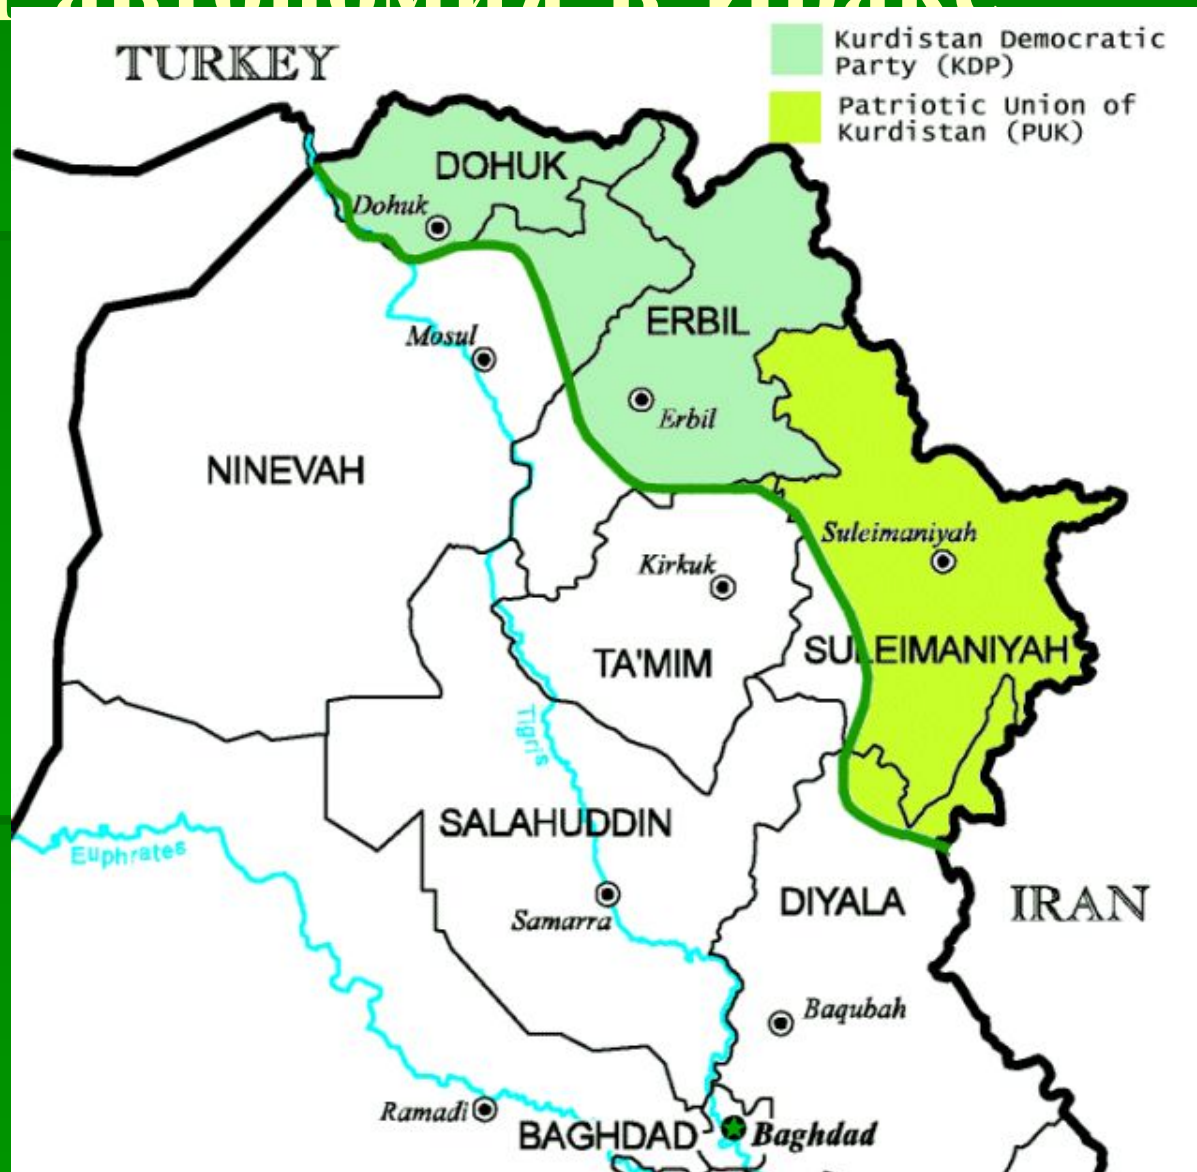 TURKEY
Kurdistan Democratic
Party (KDP)
Patriotic Union of
Kurdistan (PUK)
DOHUK
Dohuk
ERBIL
Mosul
Erbil
NINEVAH
Suleimaniyah
Kirkuk
SULEIMANIYAH
TA'MIM
Tigris
SALAHUDDIN
Euphrates
DIYALA
IRAN
Samarra
Baqubah
Ramadi
BAGHDAD
Baghdad